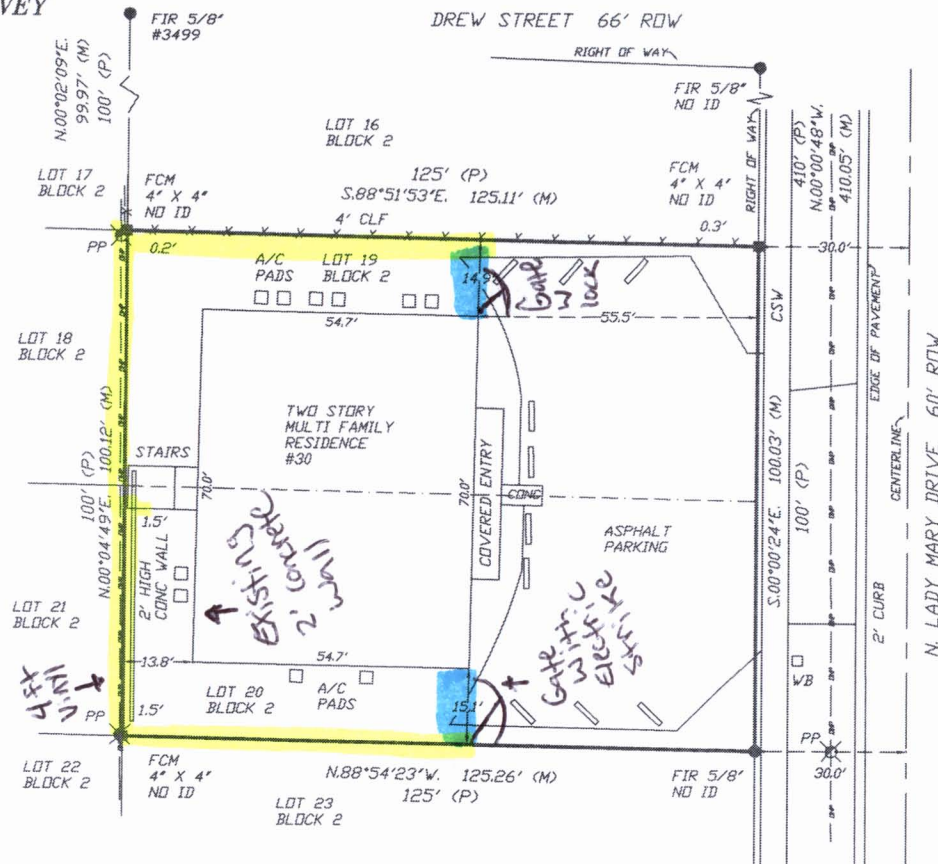 VEY
FIR 5/8"
#3499
DREW STREET 66' ROW
RIGHT OF WAY
N.00°02'09"E.
99.97' (M)
100' (P)
FIR 5/8"
NO ID
LOT 16
BLOCK 2
LOT 17
BLOCK 2
FCM
4" X 4"
NO ID
125' (P)
S.88°51'53"E. 125.11' (M)
4' CLF
FCM
4" X 4"
NO ID
RIGHT OF WAY
410' (P)
N.00°00'48"W.
410.05' (M)
0.3'
PP
0.2'
A/C
PADS
LOT 19
BLOCK 2
14.9'
Gate
W
lock
30.0'
54.7'
55.5'
CSW
EDGE OF PAVEMENT
LOT 18
BLOCK 2
TWO STORY
MULTI FAMILY
RESIDENCE
#30
STAIRS
100' (P)
N.00°04'49"E. 100.12' (M)
70.0'
70.0'
COVERED ENTRY
CONC
ASPHALT
PARKING
S.00°00'24"E. 100.03' (M)
100' (P)
CENTERLINE
N. LADY MARY DRIVE 60' ROW
1.5'
2' HIGH
CONC WALL
Existing
2' Concrete
wall
LOT 21
BLOCK 2
2' CURB
13.8'
54.7'
Gate
Electric
Strike
4Ft
Vinyl
PP
1.5'
LOT 20
BLOCK 2
A/C
PADS
15.1'
WB
PP
30.0'
LOT 22
BLOCK 2
FCM
4" X 4"
NO ID
N.88°54'23"W. 125.26' (M)
125' (P)
FIR 5/8"
NO ID
LOT 23
BLOCK 2